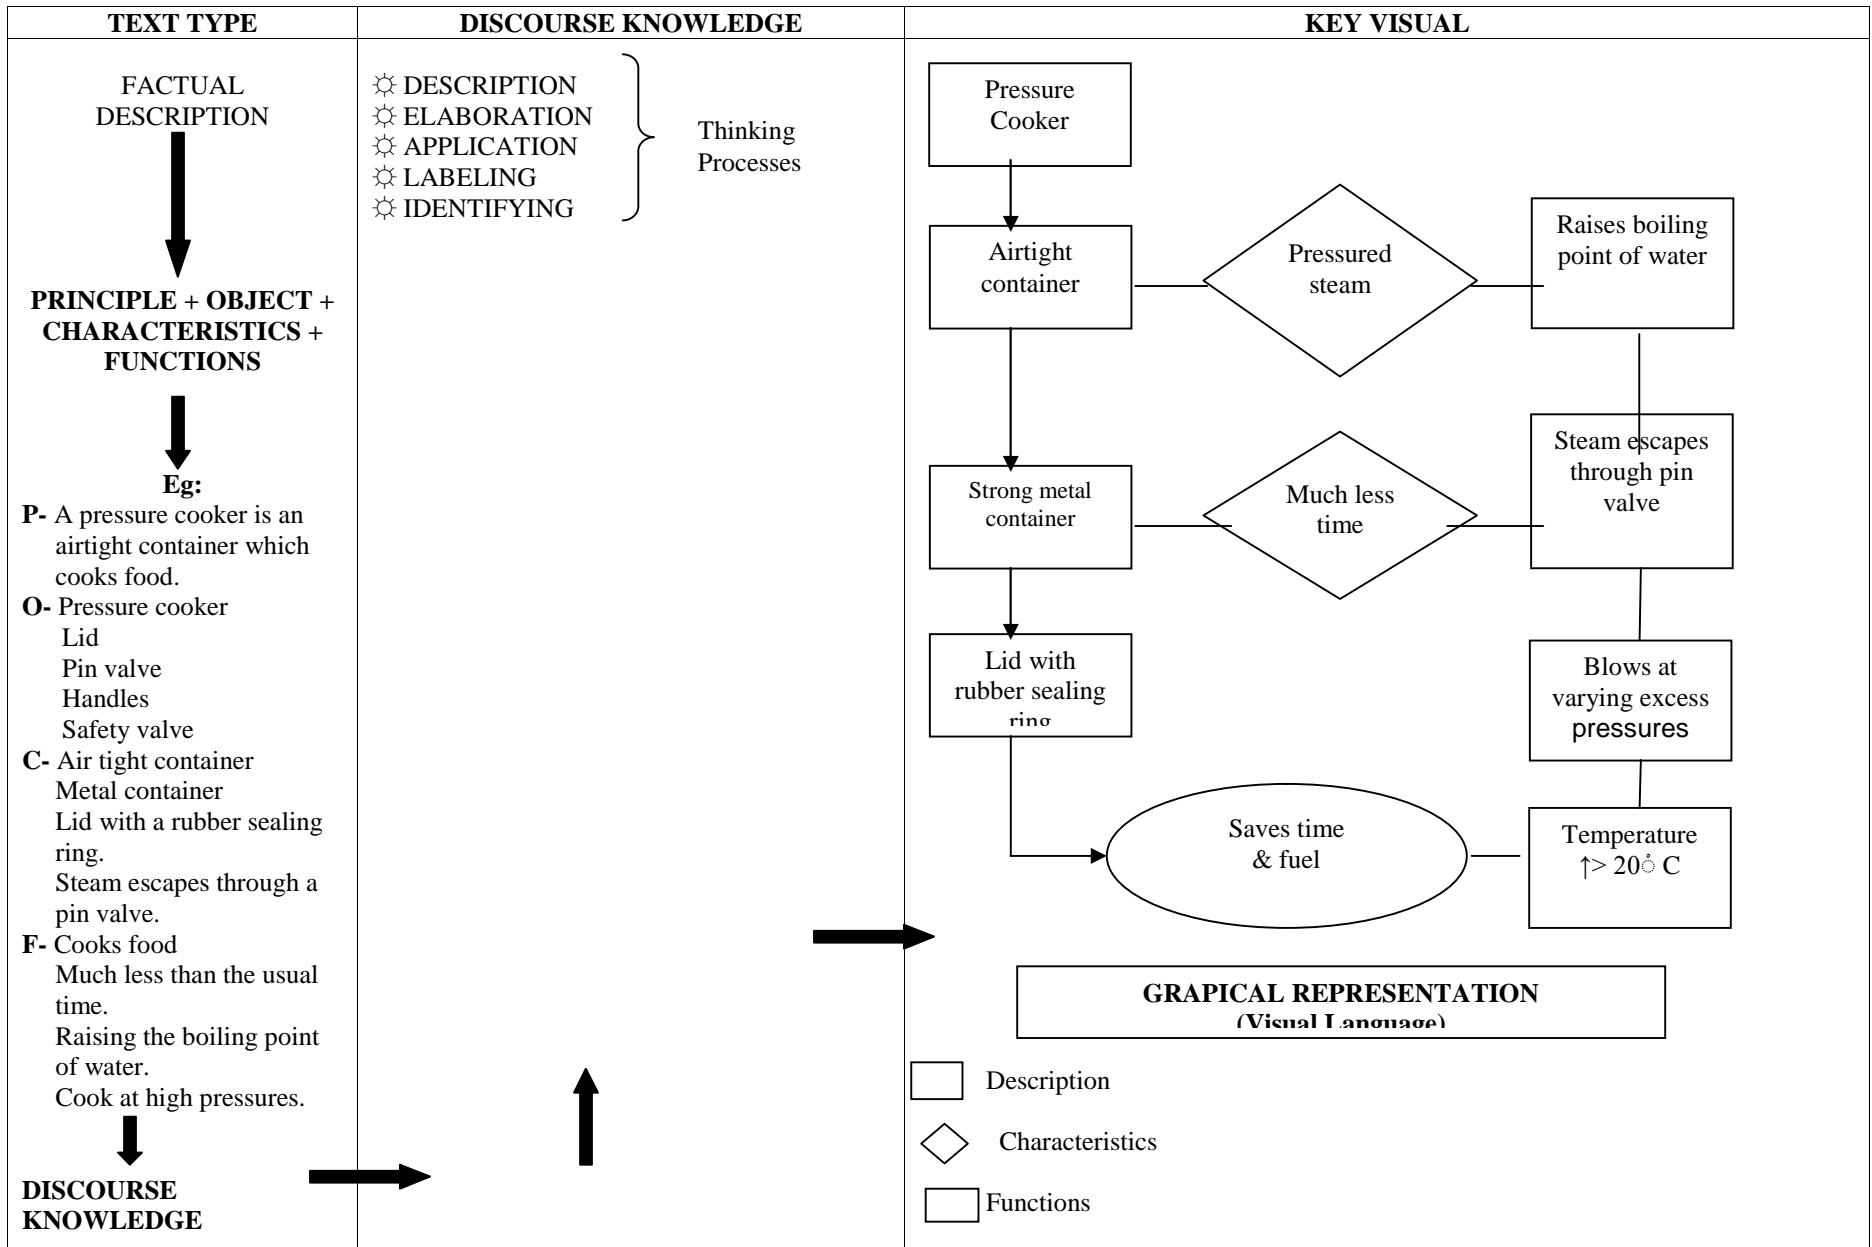 TEXT TYPE
DISCOURSE KNOWLEDGE
KEY VISUAL
FACTUAL
DESCRIPTION
PRINCIPLE + OBJECT +
CHARACTERISTICS +
FUNCTIONS
Eg:
P- A pressure cooker is an
airtight container which
cooks food.
O- Pressure cooker
Lid
Pin valve
Handles
Safety valve
C- Air tight container
Metal container
Lid with a rubber sealing
ring.
Steam escapes through a
pin valve.
F- Cooks food
Much less than the usual
time.
Raising the boiling point
of water.
Cook at high pressures.
DISCOURSE
KNOWLEDGE
☼ DESCRIPTION
☼ ELABORATION
☼ APPLICATION
☼ LABELING
☼ IDENTIFYING
Thinking
Processes
Pressure
Cooker
Airtight
container
Pressured
steam
Raises boiling
point of water
Strong metal
container
Much less
time
Steam escapes
through pin
valve
Lid with
rubber sealing
ring
Blows at
varying excess
pressures
Saves time
& fuel
Temperature
↑> 20° C
GRAPICAL REPRESENTATION
(Visual Language)
Description
Characteristics
Functions